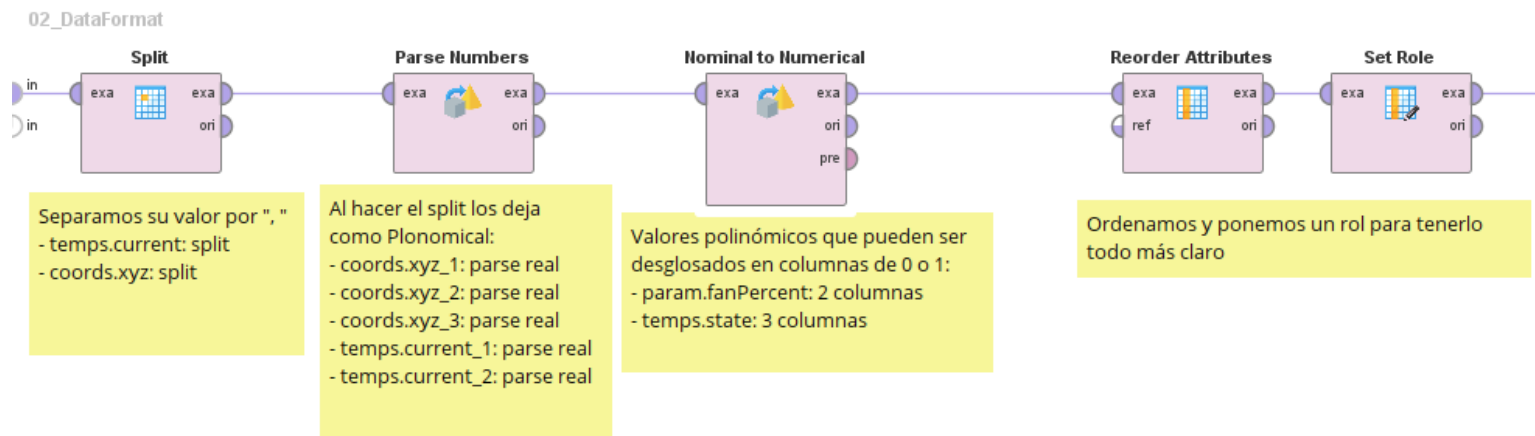 02_DataFormat
Split
in
in
exa
exa
ori
Parse Numbers
exa
exa
ori
Nominal to Numerical
exa
exa
ori
pre
Reorder Attributes
exa
exa
ref
ori
Set Role
exa
exa
ori
Separamos su valor por ", "
- temps.current: split
- coords.xyz: split
Al hacer el split los deja
como Plonomical:
- coords.xyz_1: parse real
- coords.xyz_2: parse real
- coords.xyz_3: parse real
- temps.current_1: parse real
- temps.current_2: parse real
Valores polinómicos que pueden ser
desglosados en columnas de 0 o 1:
- param.fanPercent: 2 columnas
- temps.state: 3 columnas
Ordenamos y ponemos un rol para tenerlo
todo más claro